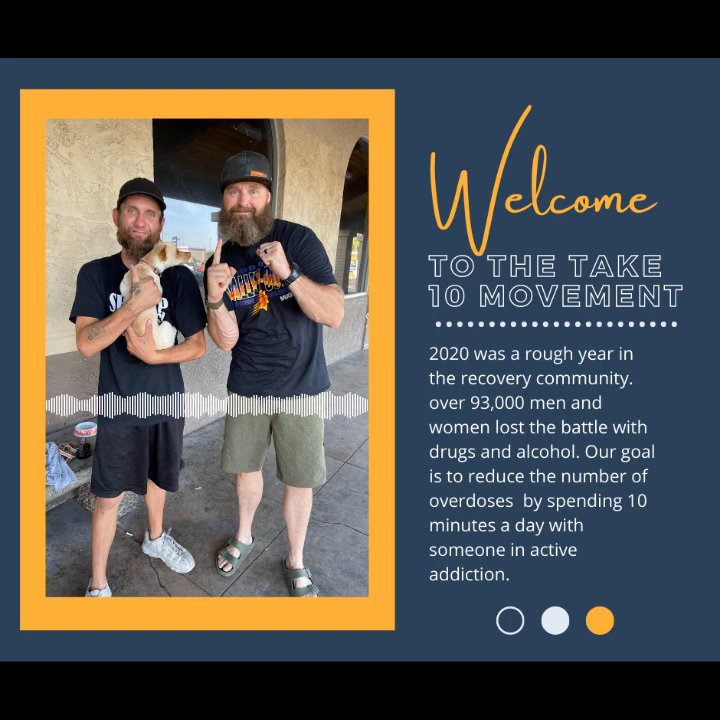 Welcome
TO THE TAKE
10 MOVEMENT
2020 was a rough year in
the recovery community.
over 93,000 men and
women lost the battle with
drugs and alcohol. Our goal
is to reduce the number of
overdoses by spending 10
minutes a day with
someone in active
addiction.